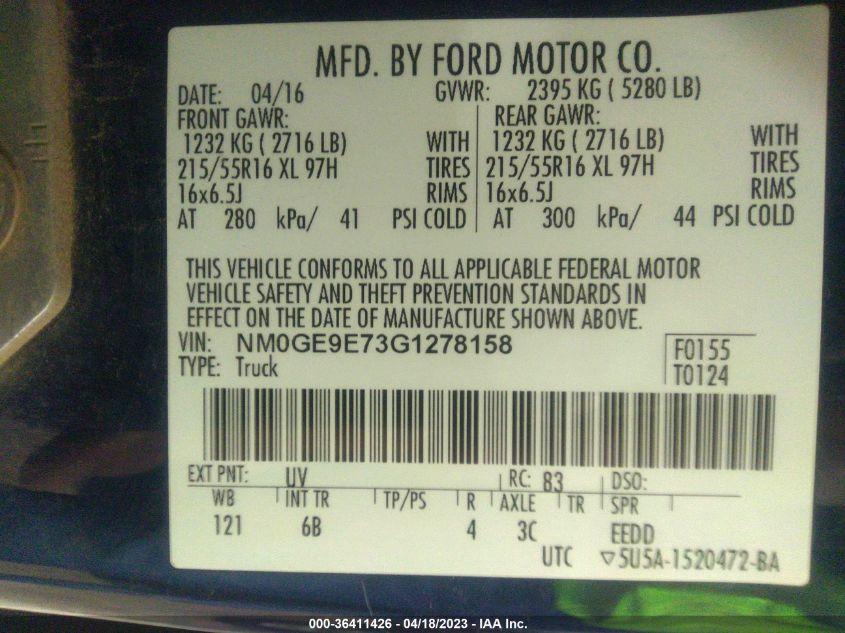 MFD. BY FORD MOTOR CO.
DATE: 04/16 GVWR: 2395 KG ( 5280 LB)
FRONT GAWR: REAR GAWR:
1232 KG ( 2716 LB) WITH 1232 KG ( 2716 LB) WITH
215/55R16 XL 97H TIRES 215/55R16 XL 97H TIRES
16x6.5J RIMS 16x6.5J RIMS
AT 280 kPa/ 41 PSI COLD AT 300 kPa/ 44 PSI COLD
THIS VEHICLE CONFORMS TO ALL APPLICABLE FEDERAL MOTOR
VEHICLE SAFETY AND THEFT PREVENTION STANDARDS IN
EFFECT ON THE DATE OF MANUFACTURE SHOWN ABOVE.
VIN: NM0GE9E73G1278158 F0155
TYPE: Truck T0124
EXT PNT: UV RC: 83 DSO:
WB INT TR TP/PS R AXLE TR SPR
121 6B 4 3C EEDD
UTC ▽5U5A-1520472-BA
000-36411426 - 04/18/2023 - IAA Inc.